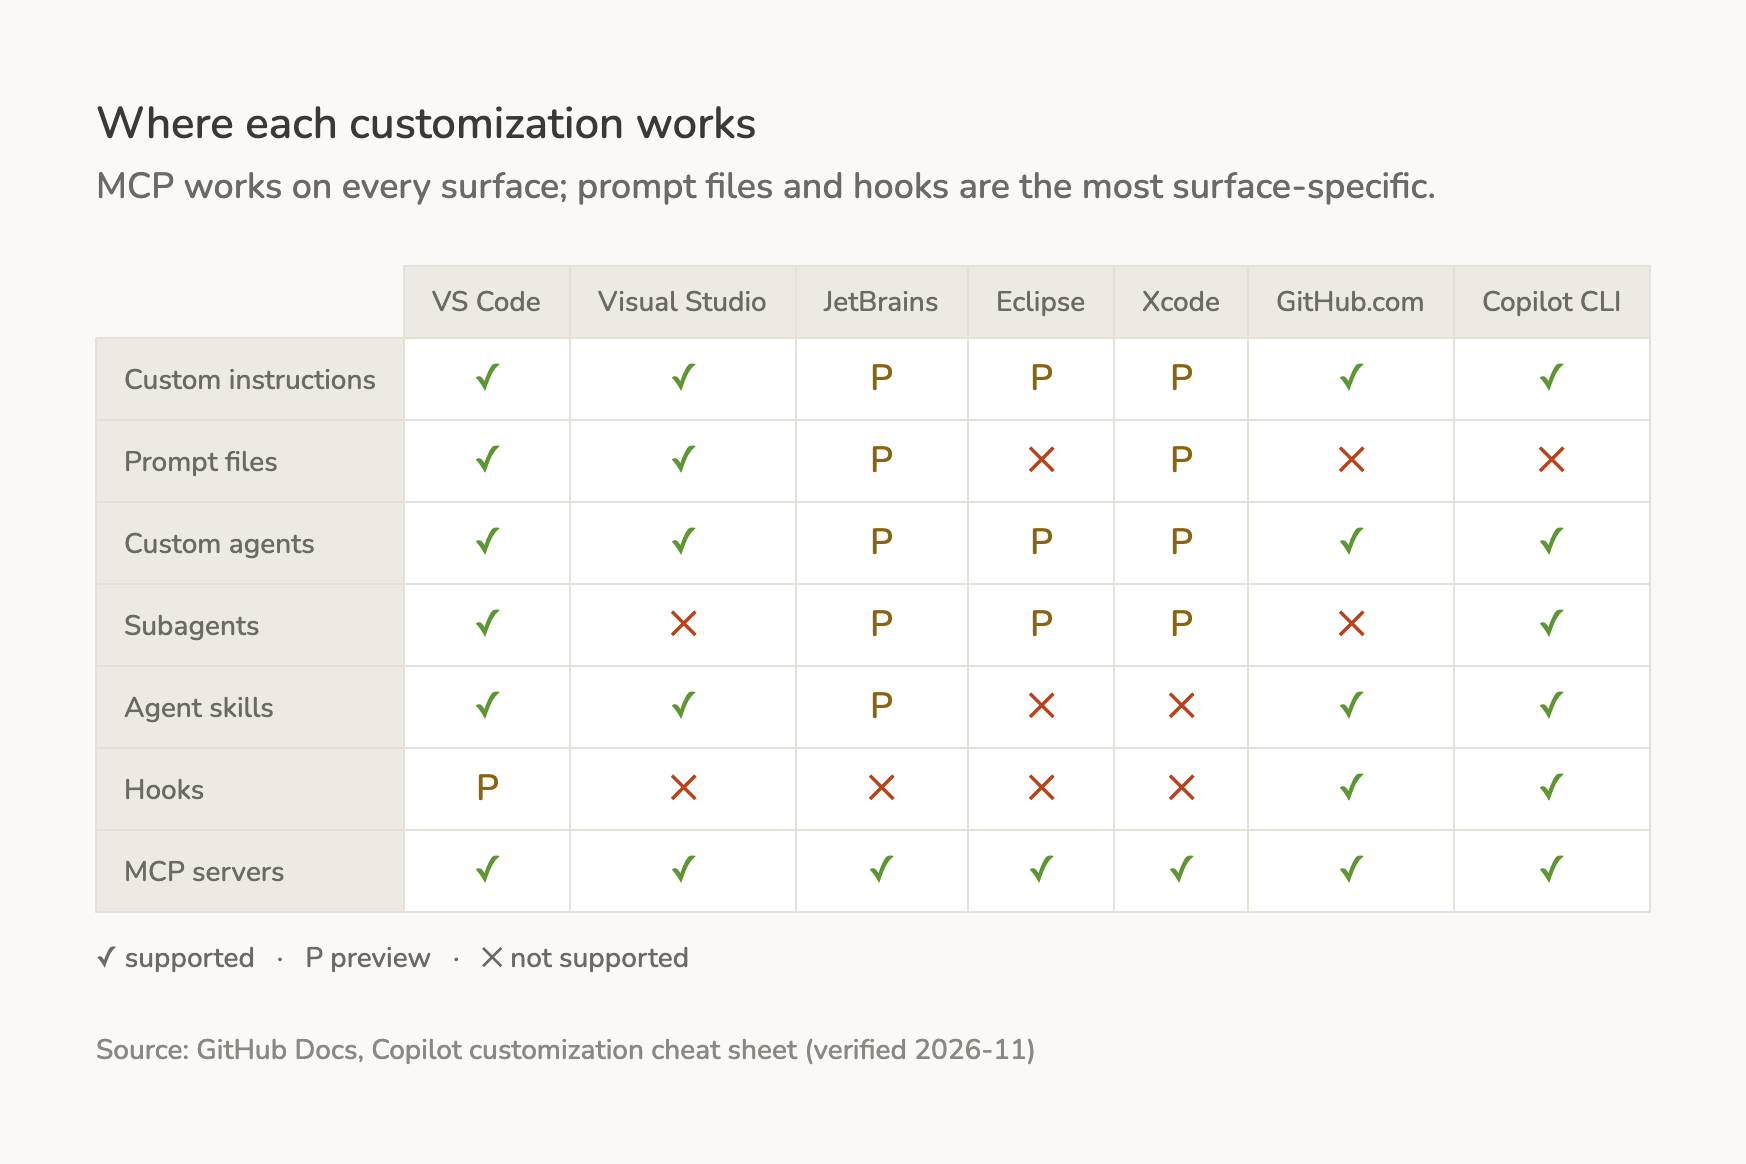 Where each customization works
MCP works on every surface; prompt files and hooks are the most surface-specific.
VS Code Visual Studio JetBrains Eclipse Xcode GitHub.com Copilot CLI
Custom instructions ✓ ✓ P P P ✓ ✓
Prompt files ✓ ✓ P ✕ P ✕ ✕
Custom agents ✓ ✓ P P P ✓ ✓
Subagents ✓ ✕ P P P ✕ ✓
Agent skills ✓ ✓ P ✕ ✕ ✓ ✓
Hooks P ✕ ✕ ✕ ✕ ✓ ✓
MCP servers ✓ ✓ ✓ ✓ ✓ ✓ ✓
✓ supported · P preview · ✕ not supported
Source: GitHub Docs, Copilot customization cheat sheet (verified 2026-11)